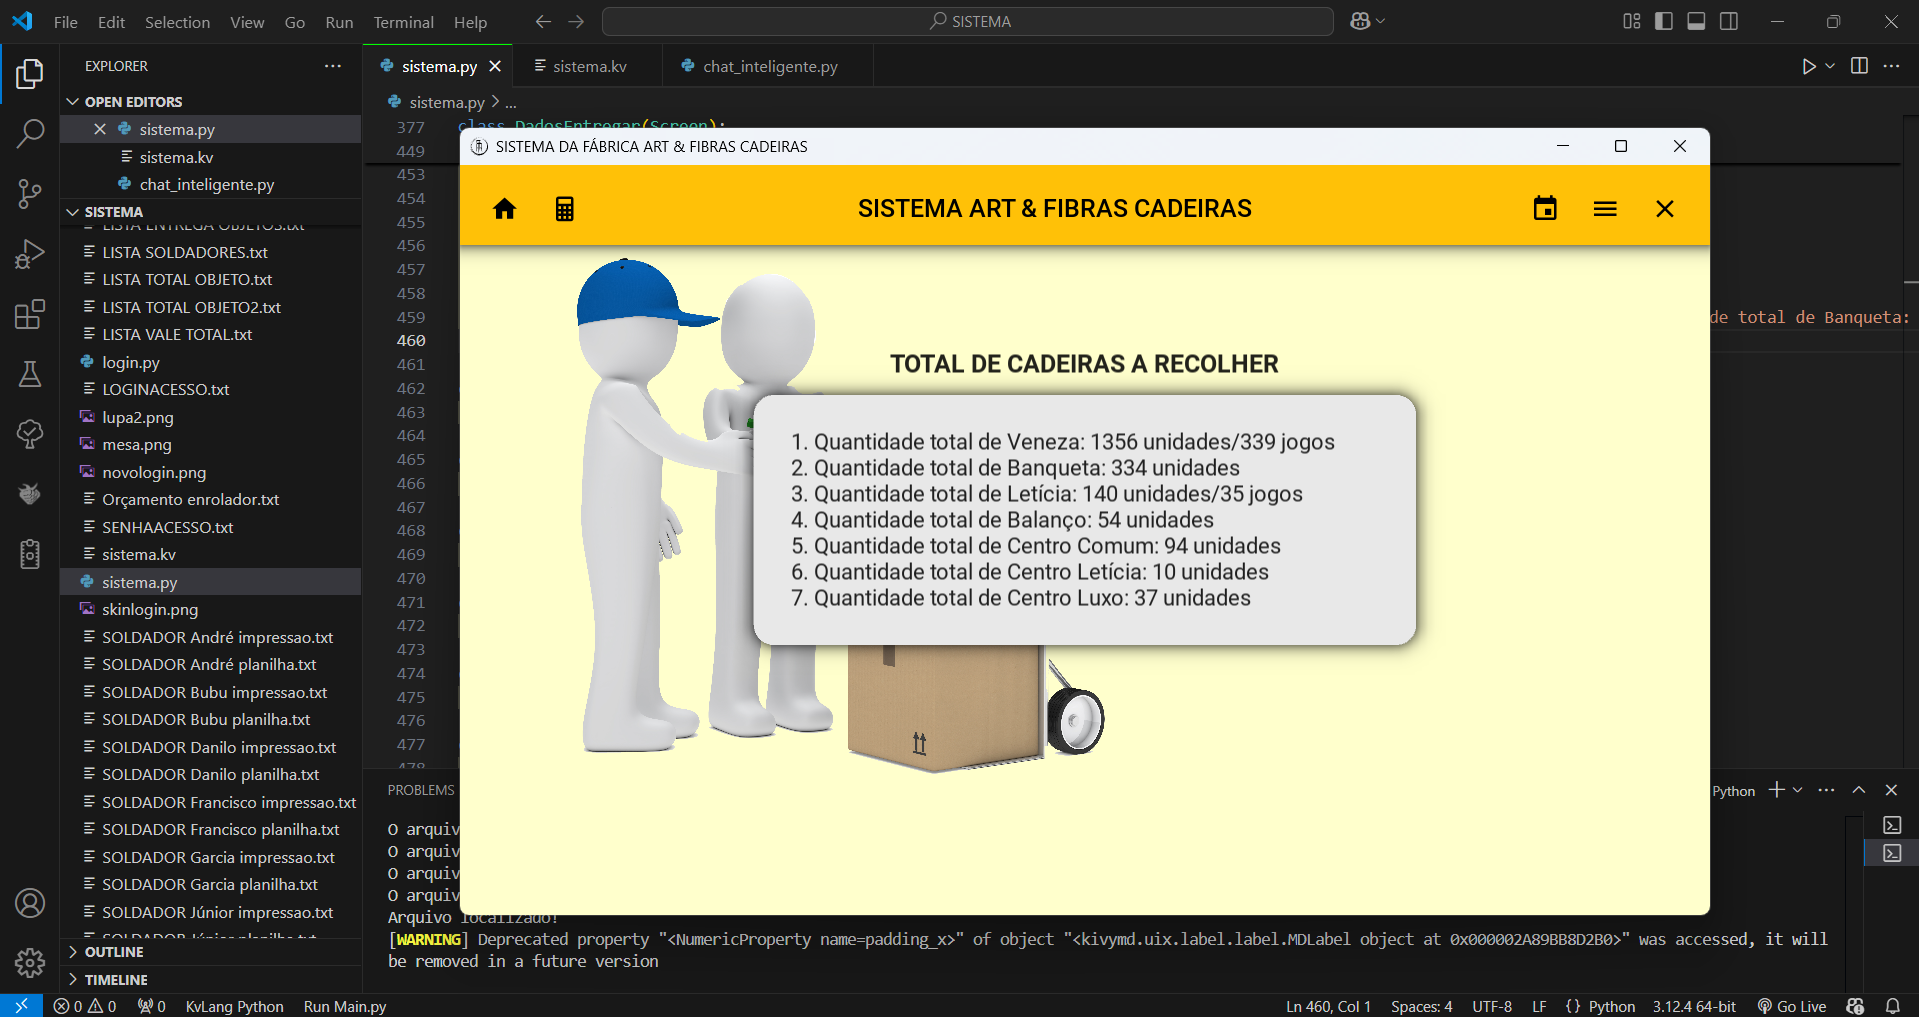 File Edit Selection View Go Run Terminal Help
SISTEMA
EXPLORER
OPEN EDITORS
sistema.py
sistema.kv
chat_inteligente.py
SISTEMA
LISTA ENTREGA OBJETOS.txt
LISTA SOLDADORES.txt
LISTA TOTAL OBJETO.txt
LISTA TOTAL OBJETO2.txt
LISTA VALE TOTAL.txt
login.py
LOGINACESSO.txt
lupa2.png
mesa.png
novologin.png
Orçamento enrolador.txt
SENHAACESSO.txt
sistema.kv
sistema.py
skinlogin.png
SOLDADOR André impressao.txt
SOLDADOR André planilha.txt
SOLDADOR Bubu impressao.txt
SOLDADOR Bubu planilha.txt
SOLDADOR Danilo impressao.txt
SOLDADOR Danilo planilha.txt
SOLDADOR Francisco impressao.txt
SOLDADOR Francisco planilha.txt
SOLDADOR Garcia impressao.txt
SOLDADOR Garcia planilha.txt
SOLDADOR Júnior impressao.txt
SOLDADOR Júnior planilha.txt
OUTLINE
TIMELINE
sistema.py sistema.kv chat_inteligente.py
sistema.py > ...
377 class DadosEntregar(Screen):
449
453
454
455
456
457
458
459
460
461
462
463
464
465
466
467
468
469
470
471
472
473
474
475
476
477
478
de total de Banqueta:
SISTEMA DA FÁBRICA ART & FIBRAS CADEIRAS
SISTEMA ART & FIBRAS CADEIRAS
TOTAL DE CADEIRAS A RECOLHER
1. Quantidade total de Veneza: 1356 unidades/339 jogos
2. Quantidade total de Banqueta: 334 unidades
3. Quantidade total de Letícia: 140 unidades/35 jogos
4. Quantidade total de Balanço: 54 unidades
5. Quantidade total de Centro Comum: 94 unidades
6. Quantidade total de Centro Letícia: 10 unidades
7. Quantidade total de Centro Luxo: 37 unidades
PROBLEMS
Python
O arquiv
O arquiv
O arquiv
O arquiv
Arquivo localizado!
[WARNING] Deprecated property "<NumericProperty name=padding_x>" of object "<kivymd.uix.label.label.MDLabel object at 0x000002A89BB8D2B0>" was accessed, it will
be removed in a future version
0 0 0 KvLang Python Run Main.py
Ln 460, Col 1 Spaces: 4 UTF-8 LF {} Python 3.12.4 64-bit Go Live